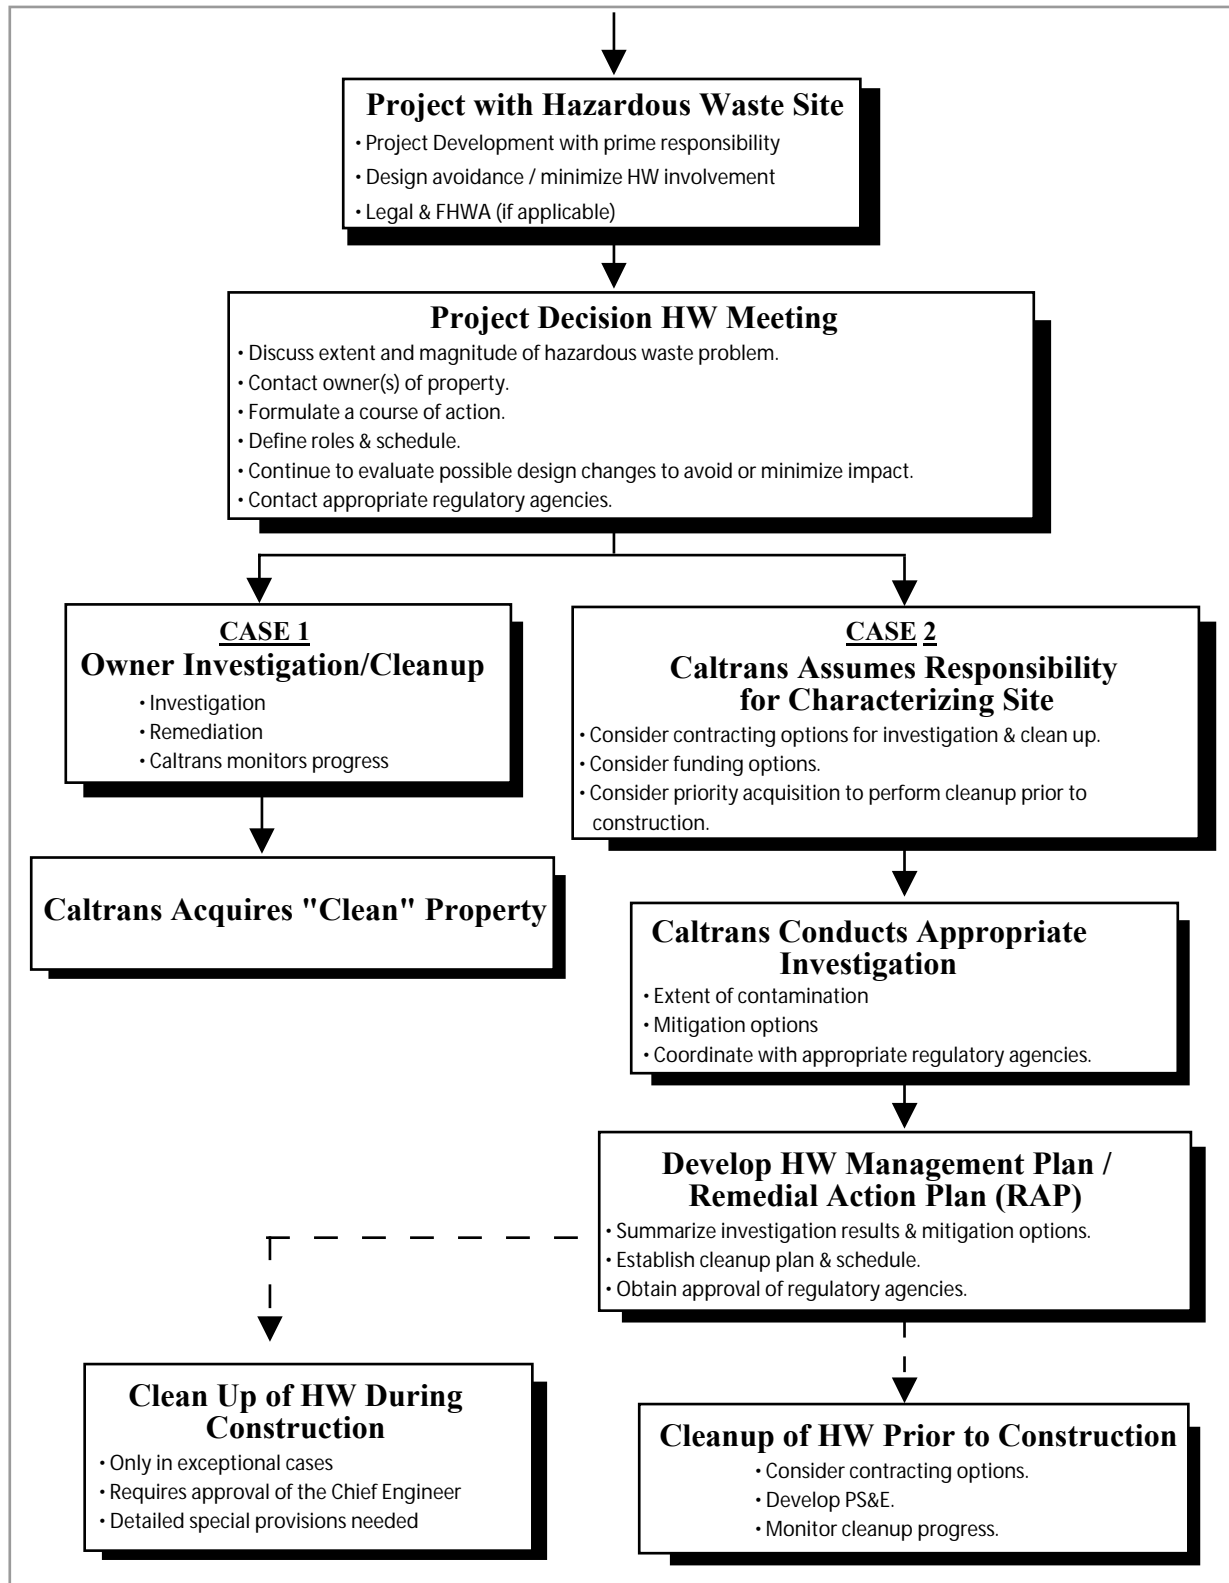 Project with Hazardous Waste Site
• Project Development with prime responsibility
• Design avoidance / minimize HW involvement
• Legal & FHWA (if applicable)
Project Decision HW Meeting
• Discuss extent and magnitude of hazardous waste problem.
• Contact owner(s) of property.
• Formulate a course of action.
• Define roles & schedule.
• Continue to evaluate possible design changes to avoid or minimize impact.
• Contact appropriate regulatory agencies.
CASE 1
Owner Investigation/Cleanup
• Investigation
• Remediation
• Caltrans monitors progress
Caltrans Acquires "Clean" Property
CASE 2
Caltrans Assumes Responsibility
for Characterizing Site
• Consider contracting options for investigation & clean up.
• Consider funding options.
• Consider priority acquisition to perform cleanup prior to
construction.
Caltrans Conducts Appropriate
Investigation
• Extent of contamination
• Mitigation options
• Coordinate with appropriate regulatory agencies.
Develop HW Management Plan /
Remedial Action Plan (RAP)
• Summarize investigation results & mitigation options.
• Establish cleanup plan & schedule.
• Obtain approval of regulatory agencies.
Clean Up of HW During
Construction
• Only in exceptional cases
• Requires approval of the Chief Engineer
• Detailed special provisions needed
Cleanup of HW Prior to Construction
• Consider contracting options.
• Develop PS&E.
• Monitor cleanup progress.